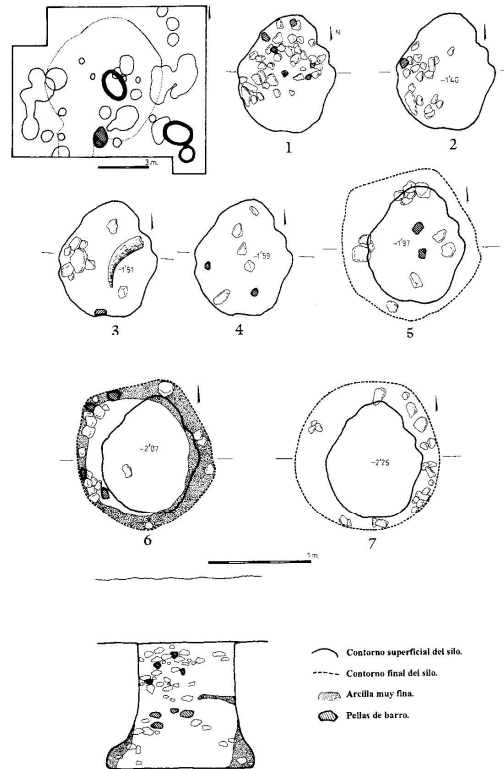 3 m.
N
1
-1'40
2
-1'51
3
-1'59
4
-1'97
5
-2'07
6
-2'25
7
1 m.
Contorno superficial del silo.
Contorno final del silo.
Arcilla muy fina.
Pellas de barro.